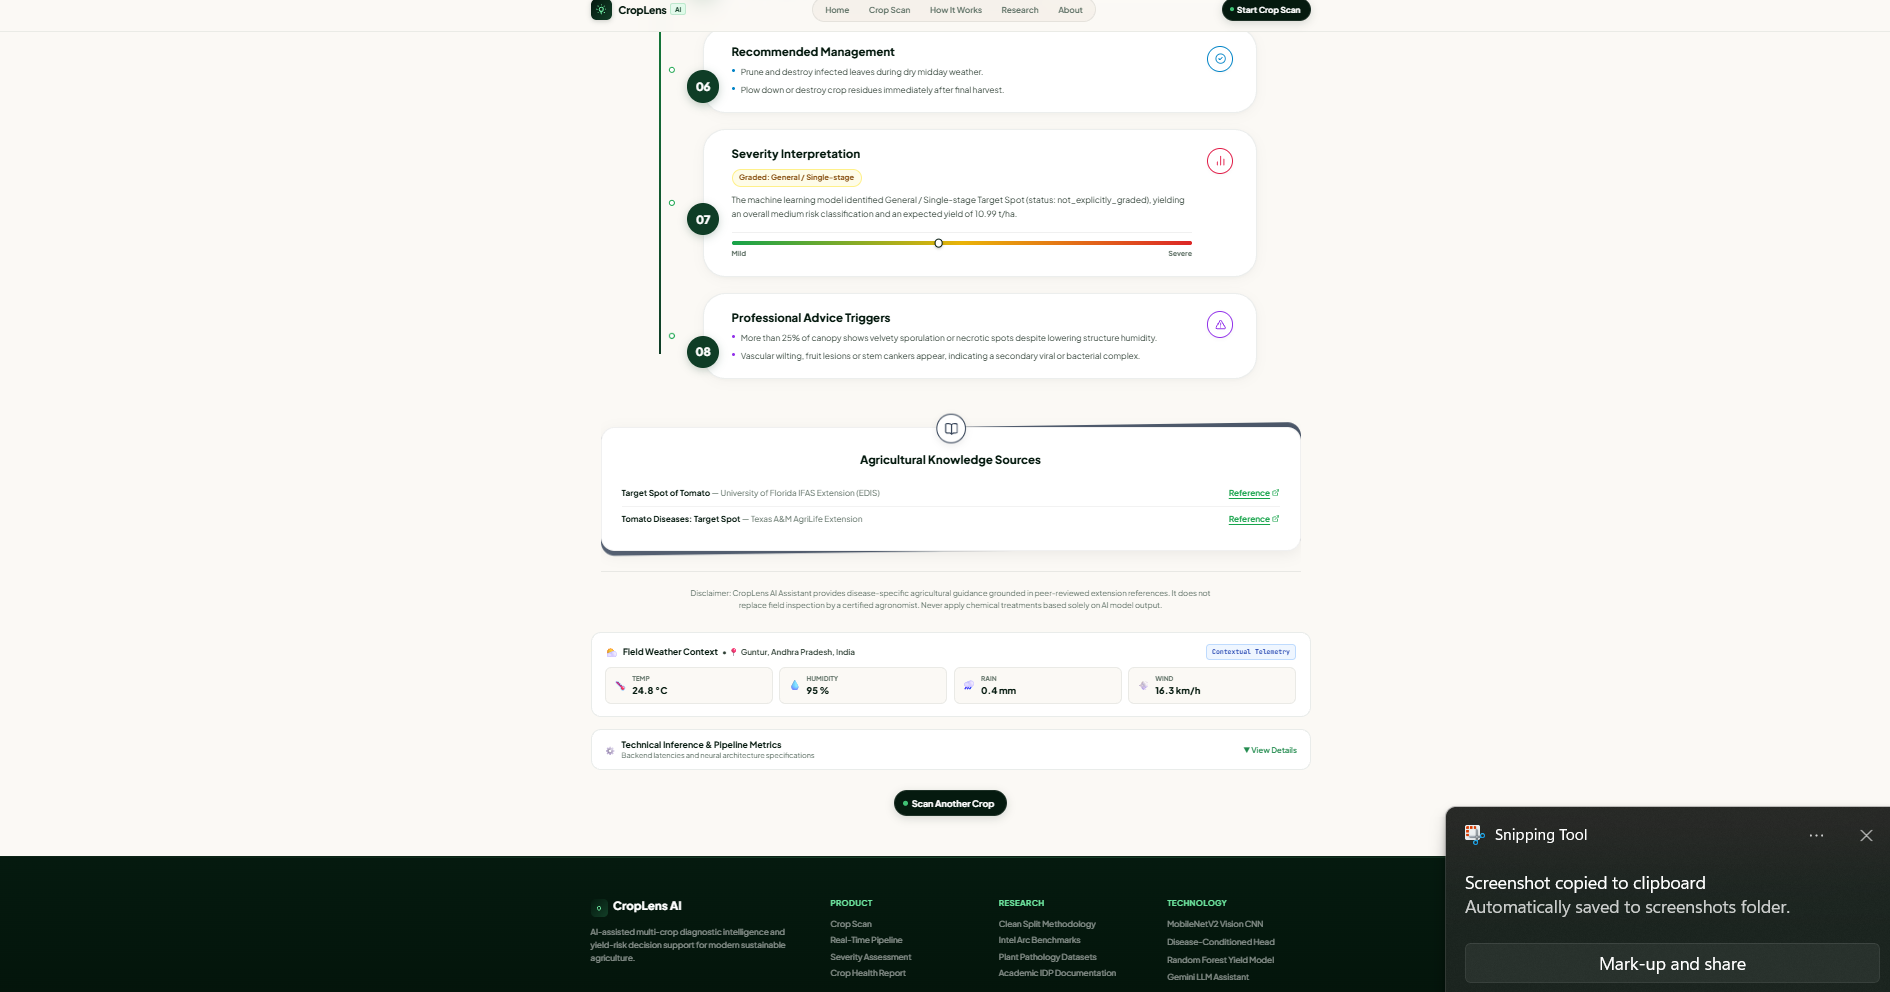 CropLens AI
Home Crop Scan How It Works Research About
Start Crop Scan
Recommended Management
Prune and destroy infected leaves during dry midday weather.
06
Plow down or destroy crop residues immediately after final harvest.
Severity Interpretation
Graded: General / Single-stage
The machine learning model identified General / Single-stage Target Spot (status: not_explicitly_graded), yielding
07
an overall medium risk classification and an expected yield of 10.99 t/ha.
Mild Severe
Professional Advice Triggers
More than 25% of canopy shows velvety sporulation or necrotic spots despite lowering structure humidity.
08
Vascular wilting, fruit lesions or stem cankers appear, indicating a secondary viral or bacterial complex.
Agricultural Knowledge Sources
Target Spot of Tomato — University of Florida IFAS Extension (EDIS) Reference
Tomato Diseases: Target Spot — Texas A&M AgriLife Extension Reference
Disclaimer: CropLens AI Assistant provides disease-specific agricultural guidance grounded in peer-reviewed extension references. It does not
replace field inspection by a certified agronomist. Never apply chemical treatments based solely on AI model output.
Field Weather Context • Guntur, Andhra Pradesh, India Contextual Telemetry
TEMP HUMIDITY RAIN WIND
24.8 °C 95 % 0.4 mm 16.3 km/h
Technical Inference & Pipeline Metrics
Backend latencies and neural architecture specifications
▼ View Details
Scan Another Crop
CropLens AI
AI-assisted multi-crop diagnostic intelligence and
yield-risk decision support for modern sustainable
agriculture.
PRODUCT
Crop Scan
Real-Time Pipeline
Severity Assessment
Crop Health Report
RESEARCH
Clean Split Methodology
Intel Arc Benchmarks
Plant Pathology Datasets
Academic IDP Documentation
TECHNOLOGY
MobileNetV2 Vision CNN
Disease-Conditioned Head
Random Forest Yield Model
Gemini LLM Assistant
Snipping Tool
Screenshot copied to clipboard
Automatically saved to screenshots folder.
Mark-up and share